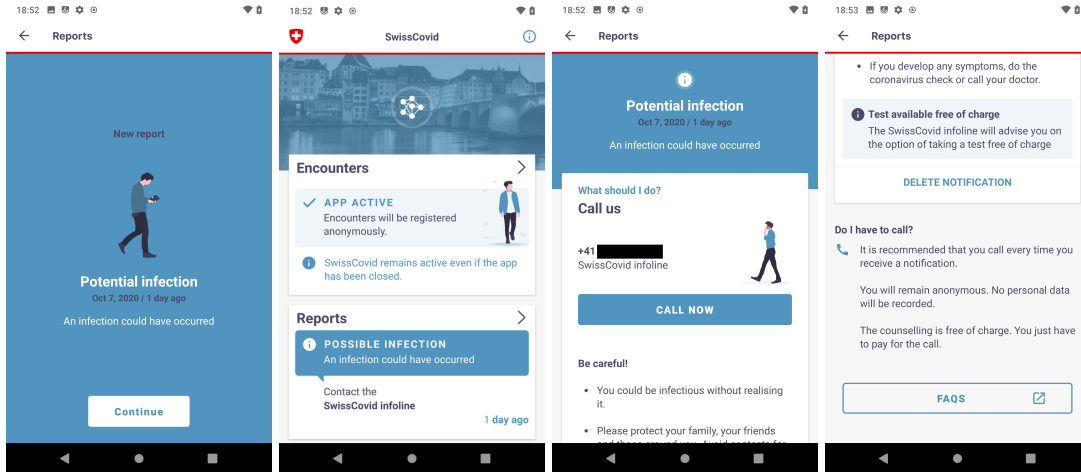 18:52
Reports
New report
Potential infection
Oct 7, 2020 / 1 day ago
An infection could have occurred
Continue
18:52
SwissCovid
Encounters
APP ACTIVE
Encounters will be registered
anonymously.
SwissCovid remains active even if the app
has been closed.
Reports
POSSIBLE INFECTION
An infection could have occurred
Contact the
SwissCovid infoline
1 day ago
18:52
Reports
Potential infection
Oct 7, 2020 / 1 day ago
An infection could have occurred
What should I do?
Call us
+41
SwissCovid infoline
CALL NOW
Be careful!
• You could be infectious without realising
it.
• Please protect your family, your friends
and those around you. Avoid contacts for
18:53
Reports
• If you develop any symptoms, do the
coronavirus check or call your doctor.
Test available free of charge
The SwissCovid infoline will advise you on
the option of taking a test free of charge
DELETE NOTIFICATION
Do I have to call?
It is recommended that you call every time you
receive a notification.
You will remain anonymous. No personal data
will be recorded.
The counselling is free of charge. You just have
to pay for the call.
FAQS